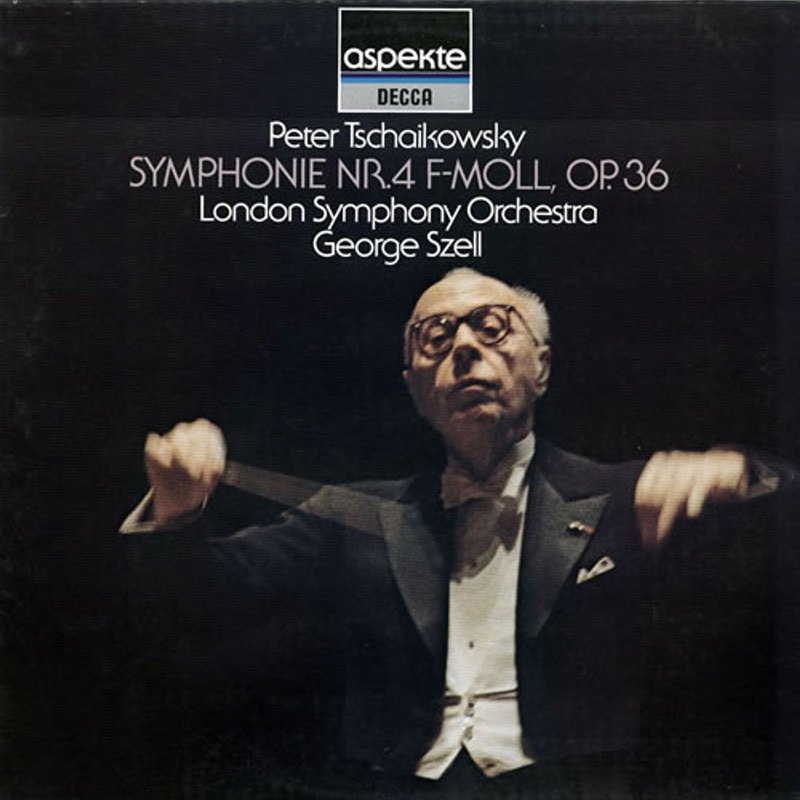 aspekte
DECCA
Peter Tschaikowsky
SYMPHONIE NR.4 F-MOLL, OP. 36
London Symphony Orchestra
George Szell